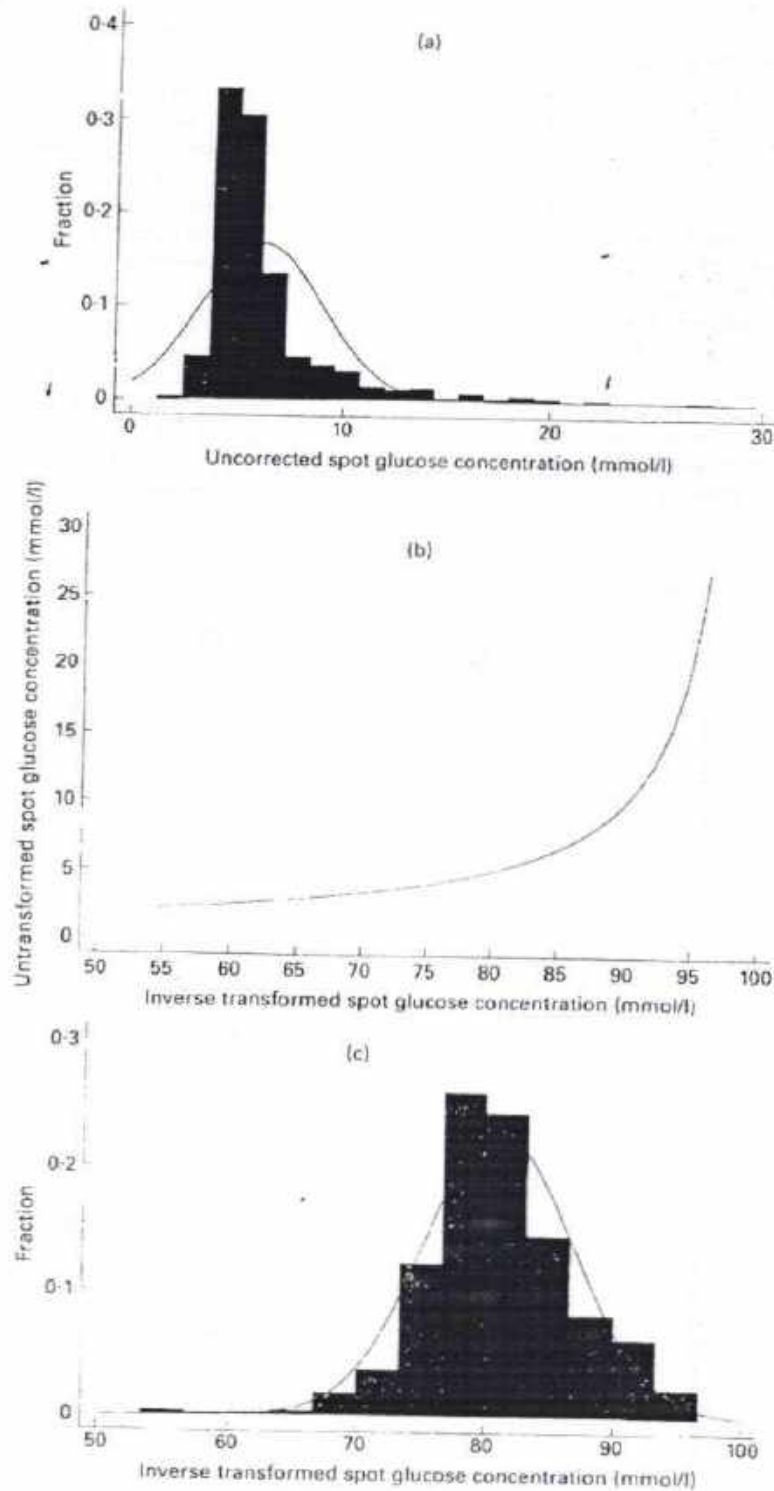 (a)
0·4
0·3
0·2
0·1
0
Fraction
0 10 20 30
Uncorrected spot glucose concentration (mmol/l)
(b)
30
25
20
15
10
5
0
Untransformed spot glucose concentration (mmol/l)
50 55 60 65 70 75 80 85 90 95 100
Inverse transformed spot glucose concentration (mmol/l)
(c)
0·3
0·2
0·1
0
Fraction
50 60 70 80 90 100
Inverse transformed spot glucose concentration (mmol/l)